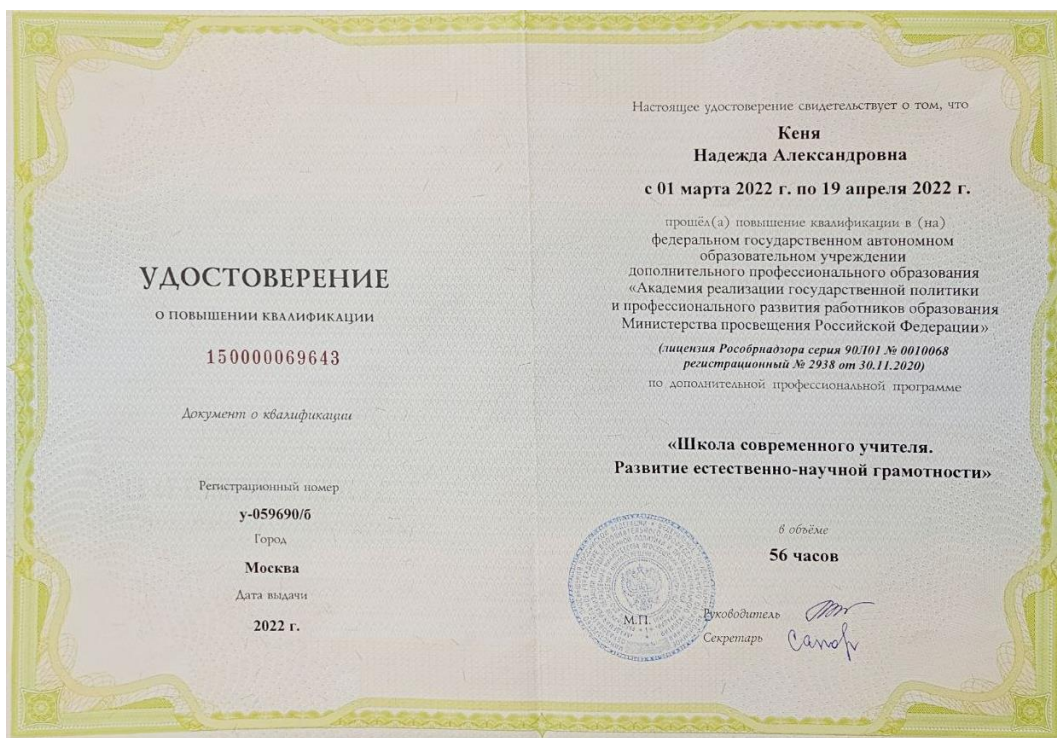 УДОСТОВЕРЕНИЕ
О ПОВЫШЕНИИ КВАЛИФИКАЦИИ
150000069643
Документ о квалификации
Регистрационный номер
у-059690/б
Город
Москва
Дата выдачи
2022 г.
Настоящее удостоверение свидетельствует о том, что
Кеня
Надежда Александровна
с 01 марта 2022 г. по 19 апреля 2022 г.
прошёл(а) повышение квалификации в (на)
федеральном государственном автономном
образовательном учреждении
дополнительного профессионального образования
«Академия реализации государственной политики
и профессионального развития работников образования
Министерства просвещения Российской Федерации»
(лицензия Рособрнадзора серия 90Л01 № 0010068
регистрационный № 2938 от 30.11.2020)
по дополнительной профессиональной программе
«Школа современного учителя.
Развитие естественно-научной грамотности»
в объёме
56 часов
М.П.
Руководитель
Секретарь